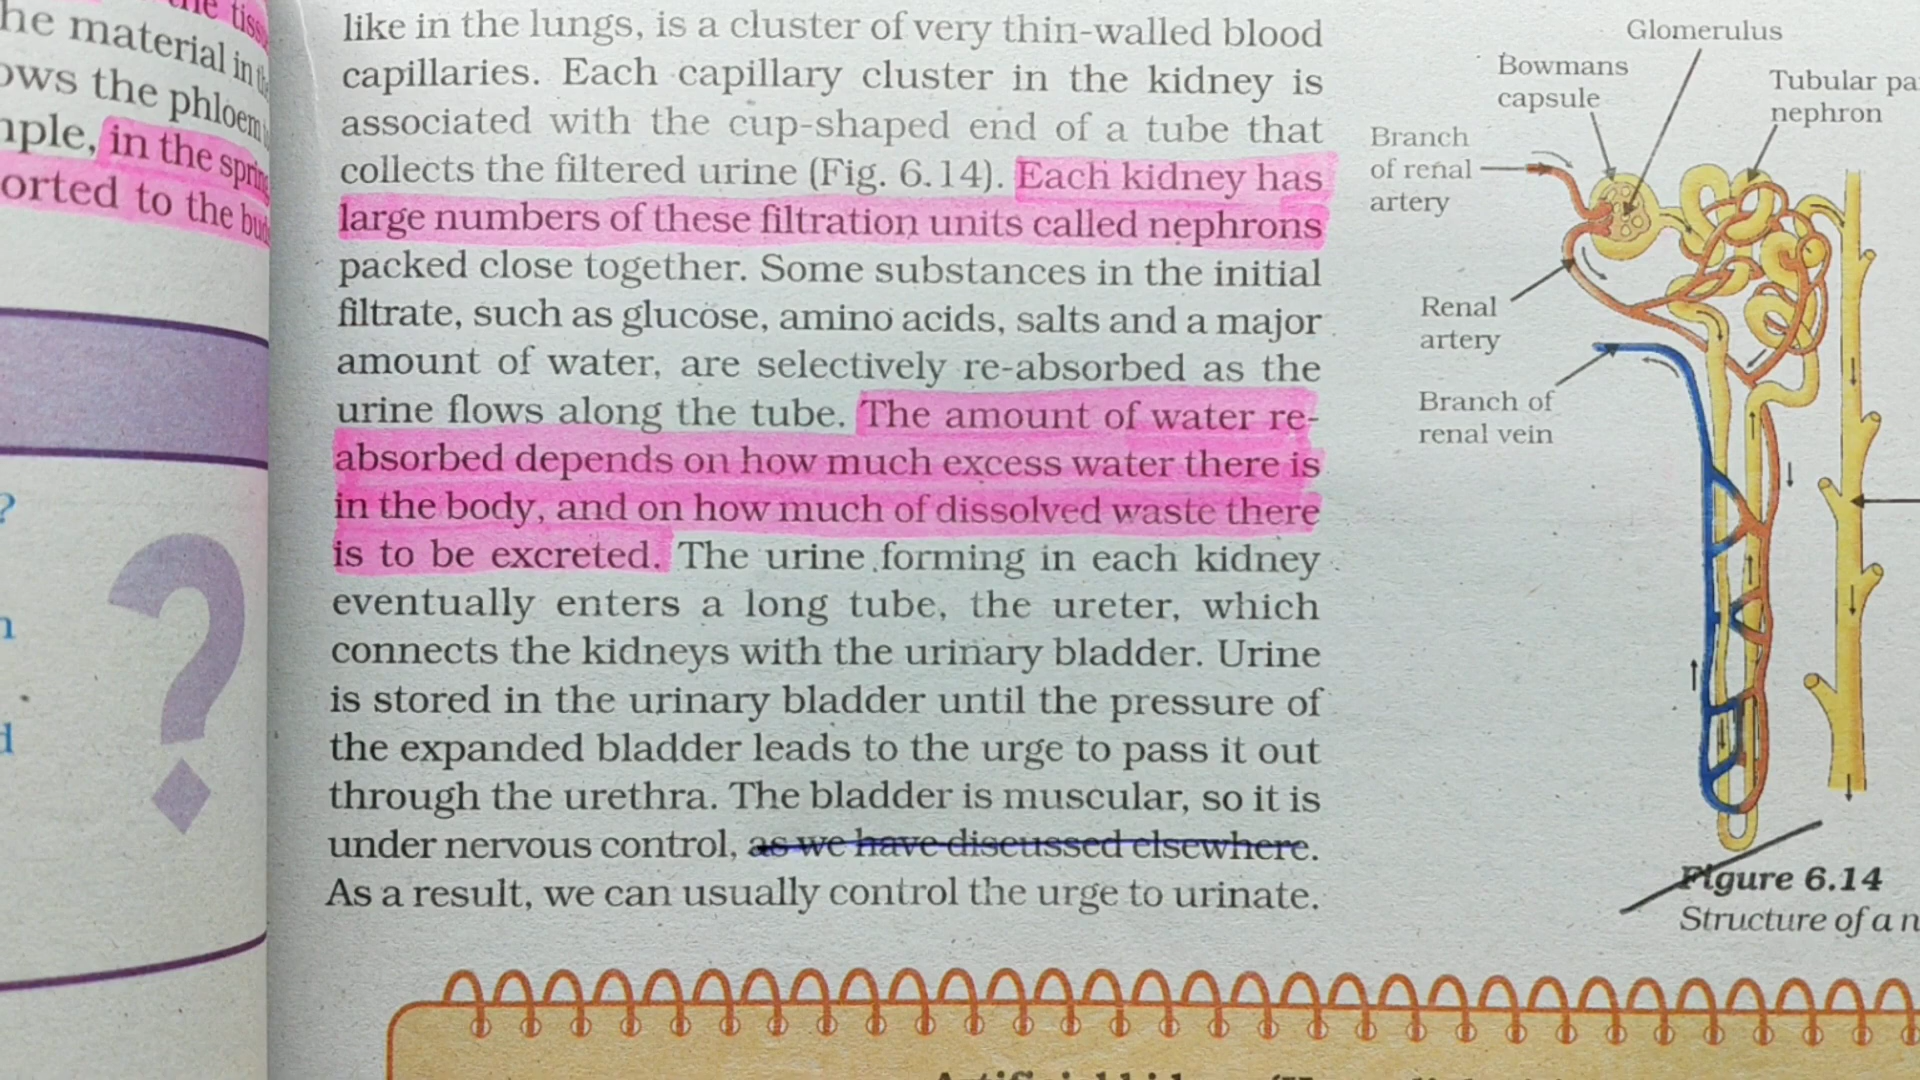 the tiss
he material in the
ows the phloem
mple, in the spring
orted to the bud
?
n
d
?
like in the lungs, is a cluster of very thin-walled blood
capillaries. Each capillary cluster in the kidney is
associated with the cup-shaped end of a tube that
collects the filtered urine (Fig. 6.14). Each kidney has
large numbers of these filtration units called nephrons
packed close together. Some substances in the initial
filtrate, such as glucose, amino acids, salts and a major
amount of water, are selectively re-absorbed as the
urine flows along the tube. The amount of water re-
absorbed depends on how much excess water there is
in the body, and on how much of dissolved waste there
is to be excreted. The urine forming in each kidney
eventually enters a long tube, the ureter, which
connects the kidneys with the urinary bladder. Urine
is stored in the urinary bladder until the pressure of
the expanded bladder leads to the urge to pass it out
through the urethra. The bladder is muscular, so it is
under nervous control, as we have discussed elsewhere.
As a result, we can usually control the urge to urinate.
Glomerulus
Bowmans
capsule
Tubular pa
nephron
Branch
of renal
artery
Renal
artery
Branch of
renal vein
Figure 6.14
Structure of a n